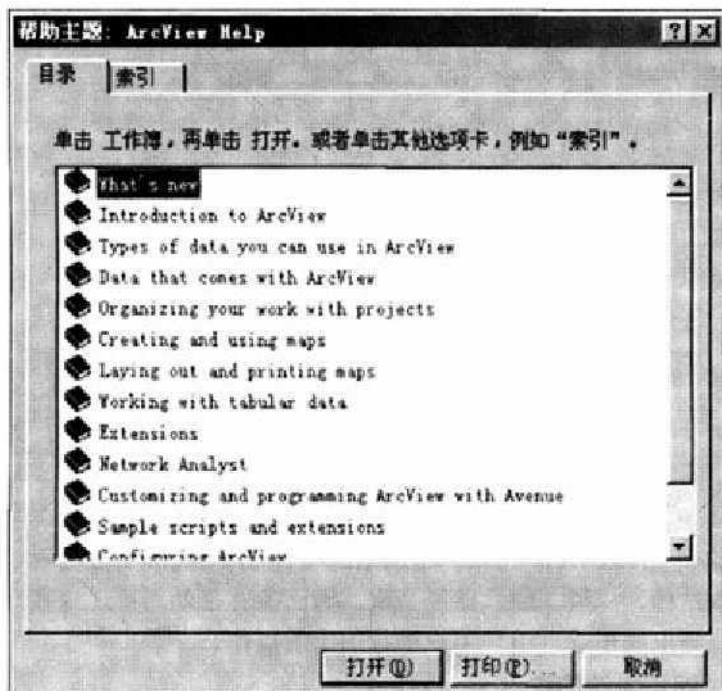 帮助主题: ArcView Help
目录 索引
单击 工作簿，再单击 打开。或者单击其他选项卡，例如“索引”。
What's new
Introduction to ArcView
Types of data you can use in ArcView
Data that comes with ArcView
Organizing your work with projects
Creating and using maps
Laying out and printing maps
Working with tabular data
Extensions
Network Analyst
Customizing and programming ArcView with Avenue
Sample scripts and extensions
Configuring ArcView
打开(O) 打印(P)... 取消